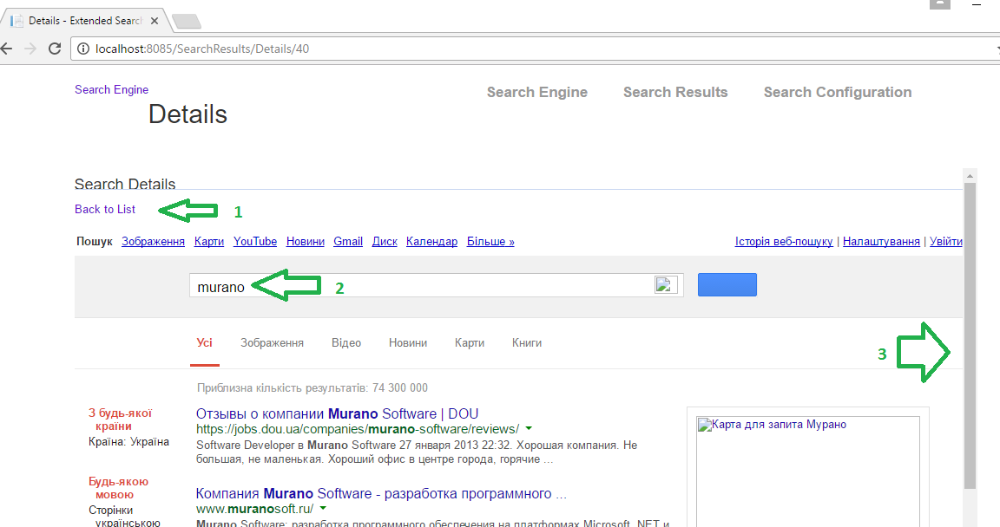 Details - Extended Searc
localhost:8085/SearchResults/Details/40
Search Engine
Search Engine Search Results Search Configuration
Details
Search Details
Back to List
1
Пошук Зображення Карти YouTube Новини Gmail Диск Календар Більше »
Історія веб-пошуку | Налаштування | Увійти
murano
2
Усі Зображення Відео Новини Карти Книги
3
Приблизна кількість результатів: 74 300 000
З будь-якої
країни
Країна: Україна
Отзывы о компании Murano Software | DOU
https://jobs.dou.ua/companies/murano-software/reviews/
Software Developer в Murano Software 27 января 2013 22:32. Хорошая компания. Не
большая, не маленькая. Хороший офис в центре города, горячие ...
Карта для запита Мурано
Будь-якою
мовою
Сторінки
українською
Компания Murano Software - разработка программного ...
www.muranosoft.ru/
Murano Software: разработка программного обеспечения на платформах Microsoft .NET и